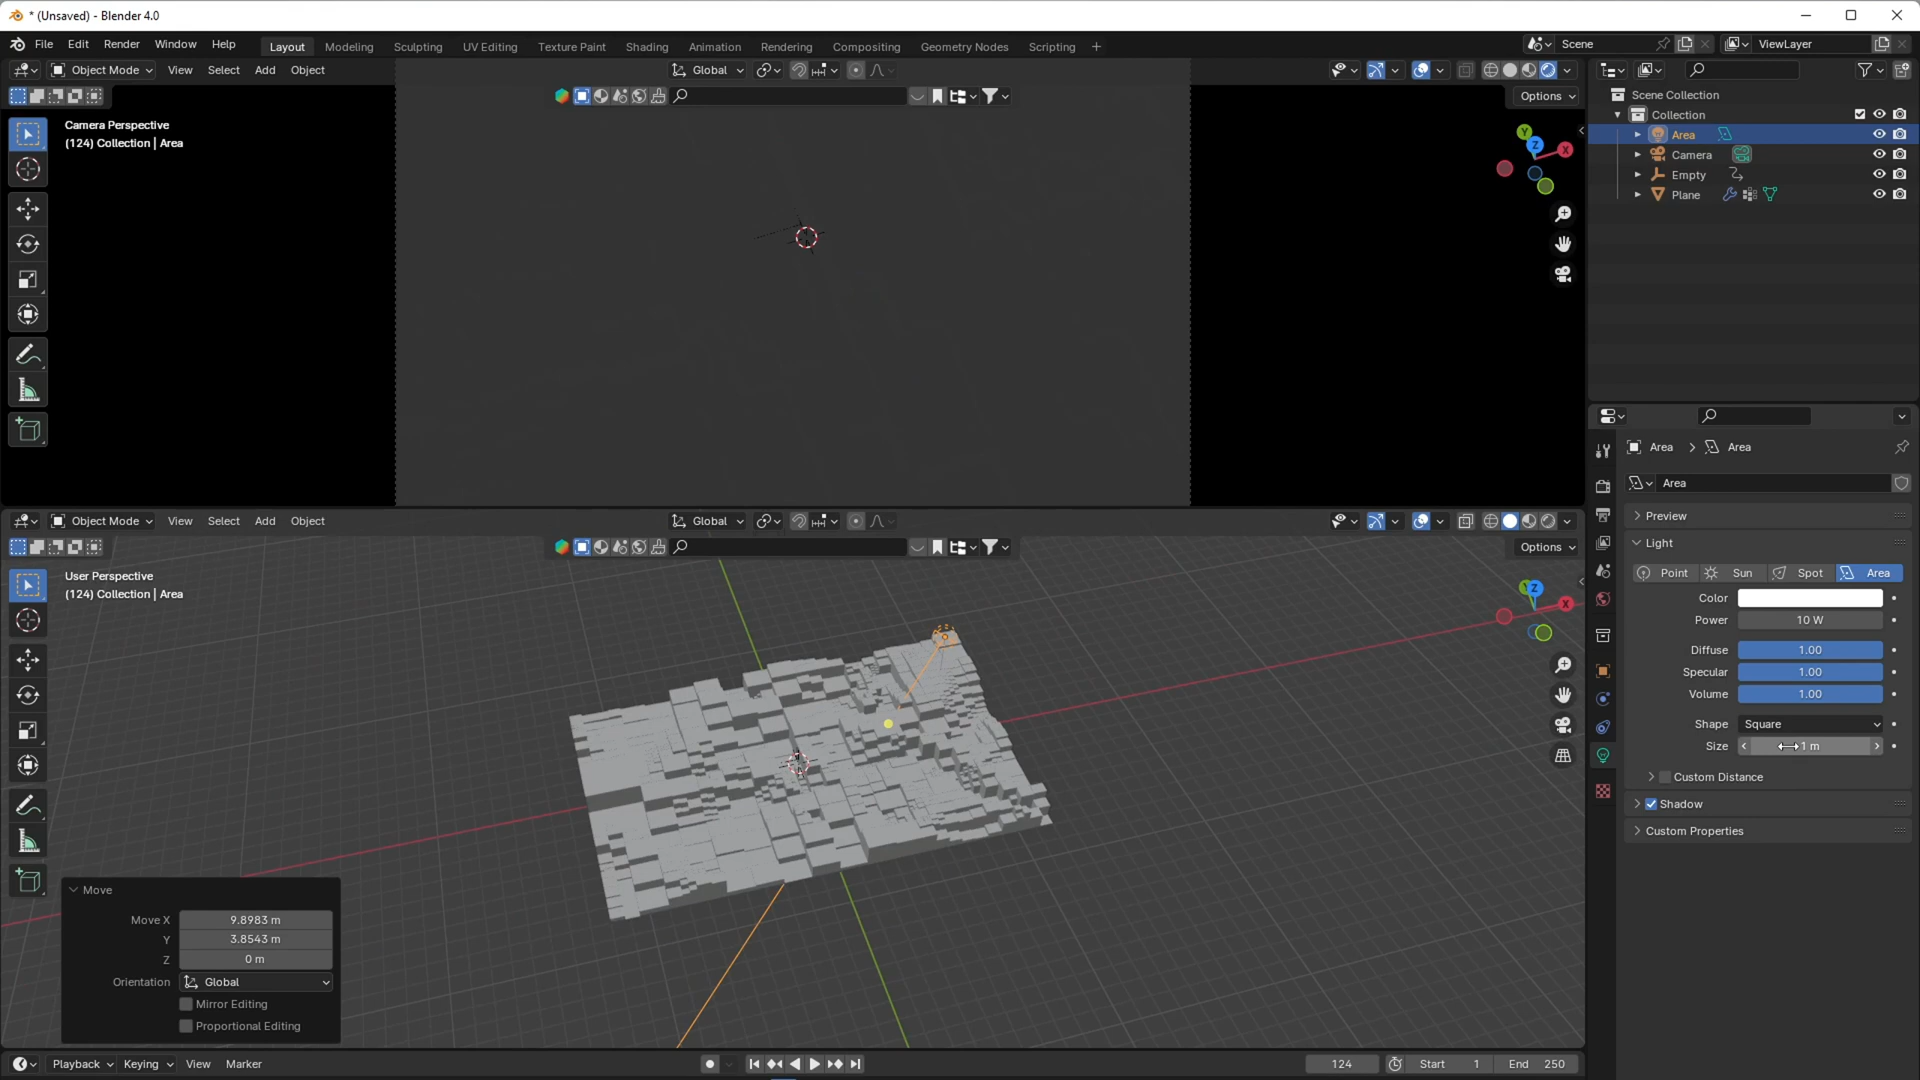 * (Unsaved) - Blender 4.0
File Edit Render Window Help Layout Modeling Sculpting UV Editing Texture Paint Shading Animation Rendering Compositing Geometry Nodes Scripting + Scene ViewLayer
Object Mode View Select Add Object Global
Options
Camera Perspective
(124) Collection | Area
Y
Z
X
Scene Collection
Collection
Area
Camera
Empty
Plane
Object Mode View Select Add Object Global
Options
User Perspective
(124) Collection | Area
Y
Z
X
Move
Move X 9.8983 m
Y 3.8543 m
Z 0 m
Orientation Global
Mirror Editing
Proportional Editing
Area > Area
Area
Preview
Light
Point Sun Spot Area
Color
Power 10 W
Diffuse 1.00
Specular 1.00
Volume 1.00
Shape Square
Size 1 m
Custom Distance
Shadow
Custom Properties
Playback Keying View Marker 124 Start 1 End 250